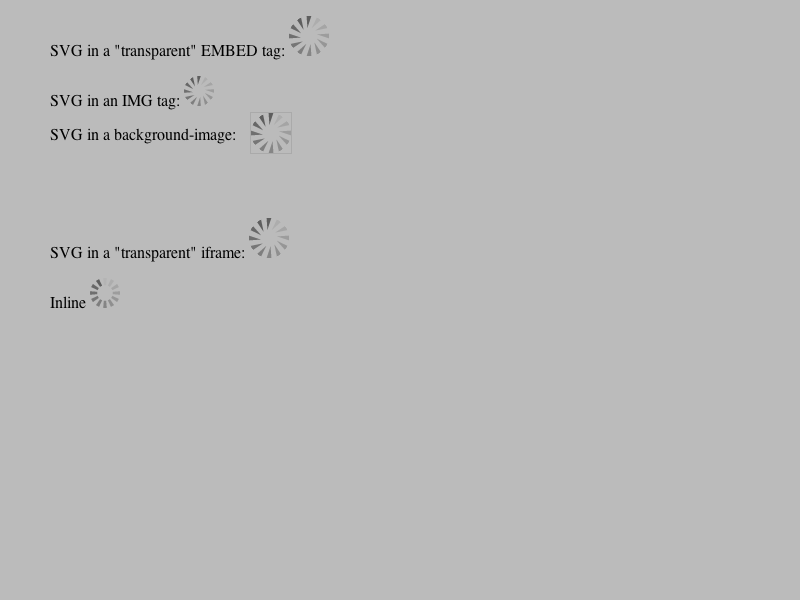 SVG in a "transparent" EMBED tag:
SVG in an IMG tag:
SVG in a background-image:
SVG in a "transparent" iframe:
Inline